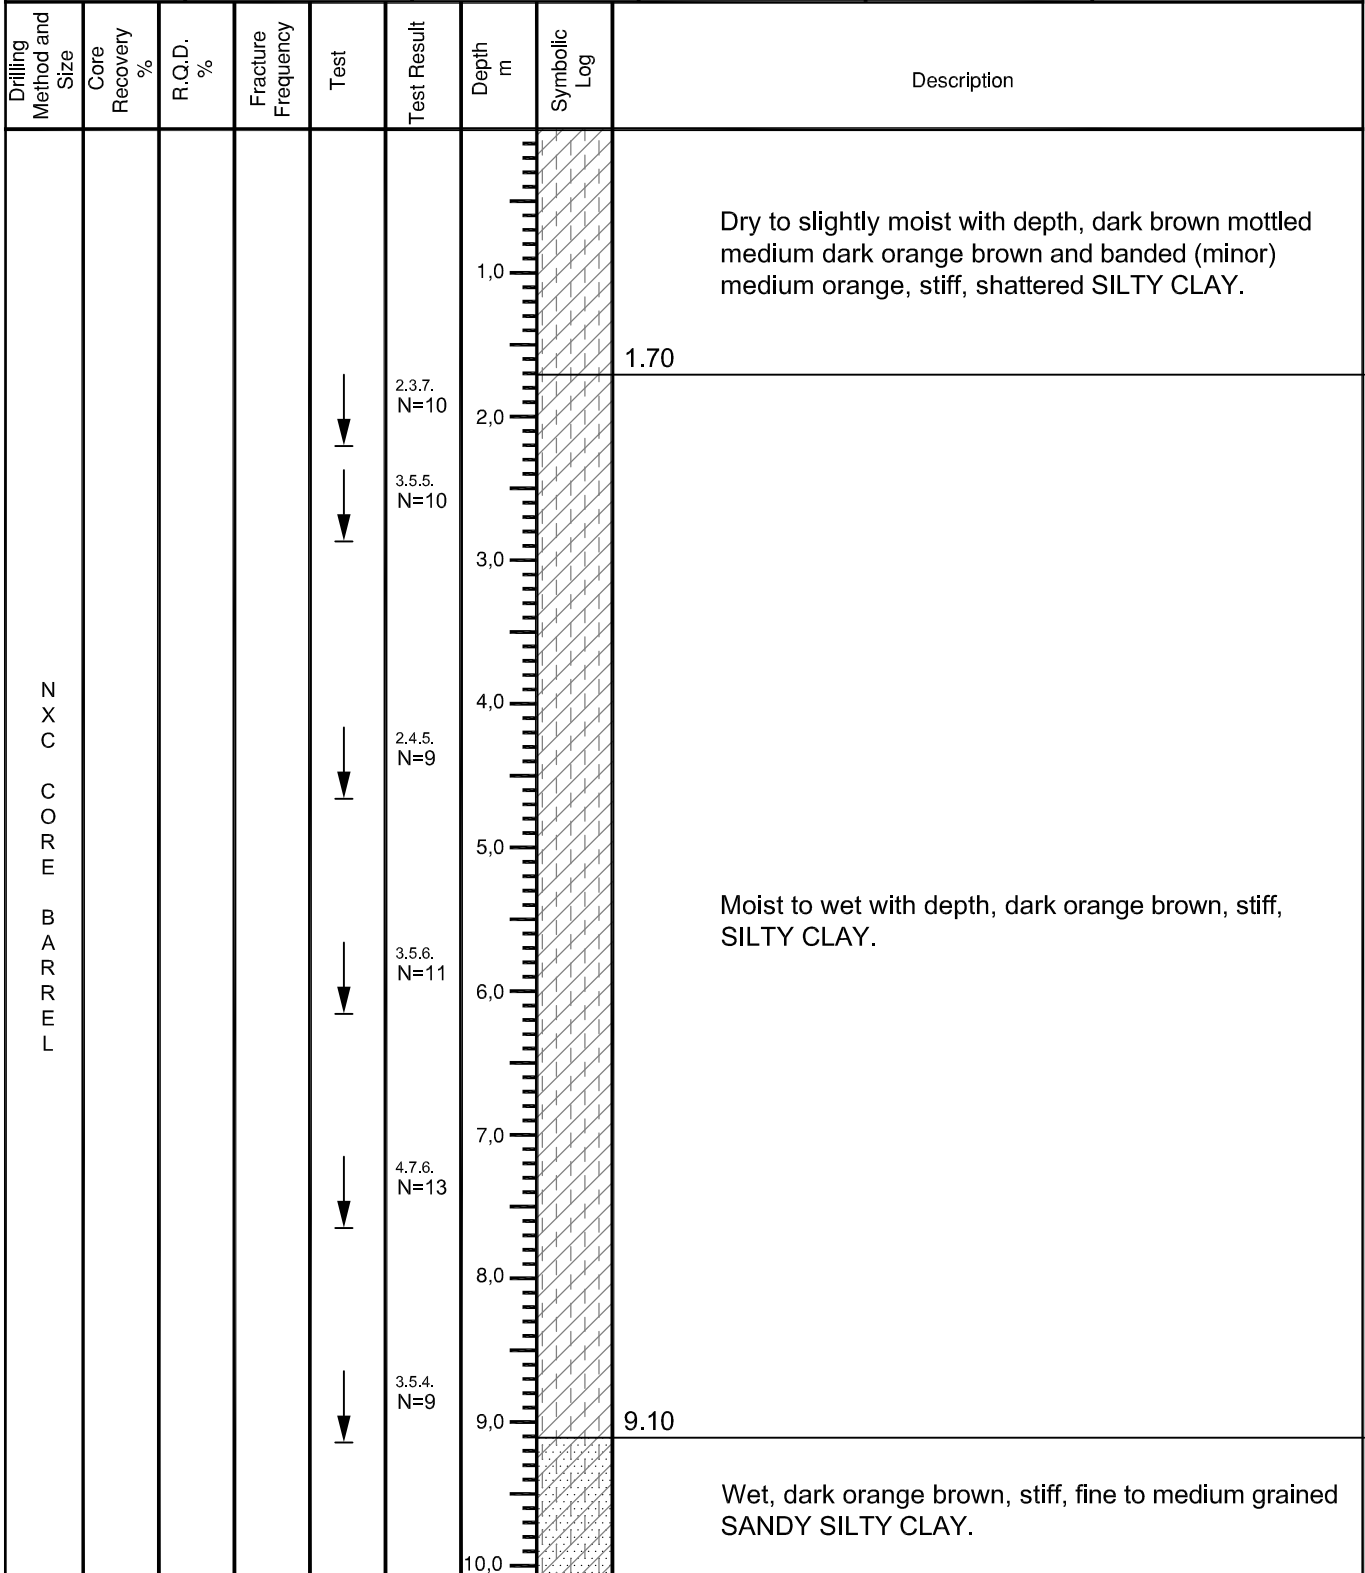 Drilling
Method and
Size
Core
Recovery
%
R.Q.D.
%
Fracture
Frequency
Test
Test Result
Depth
m
Symbolic
Log
Description
Dry to slightly moist with depth, dark brown mottled
medium dark orange brown and banded (minor)
medium orange, stiff, shattered SILTY CLAY.
1,0
1.70
2.3.7.
N=10
2,0
3.5.5.
N=10
3,0
4,0
2.4.5.
N=9
5,0
NXC CORE BARREL
Moist to wet with depth, dark orange brown, stiff,
SILTY CLAY.
3.5.6.
N=11
6,0
7,0
4.7.6.
N=13
8,0
3.5.4.
N=9
9,0
9.10
Wet, dark orange brown, stiff, fine to medium grained
SANDY SILTY CLAY.
10,0